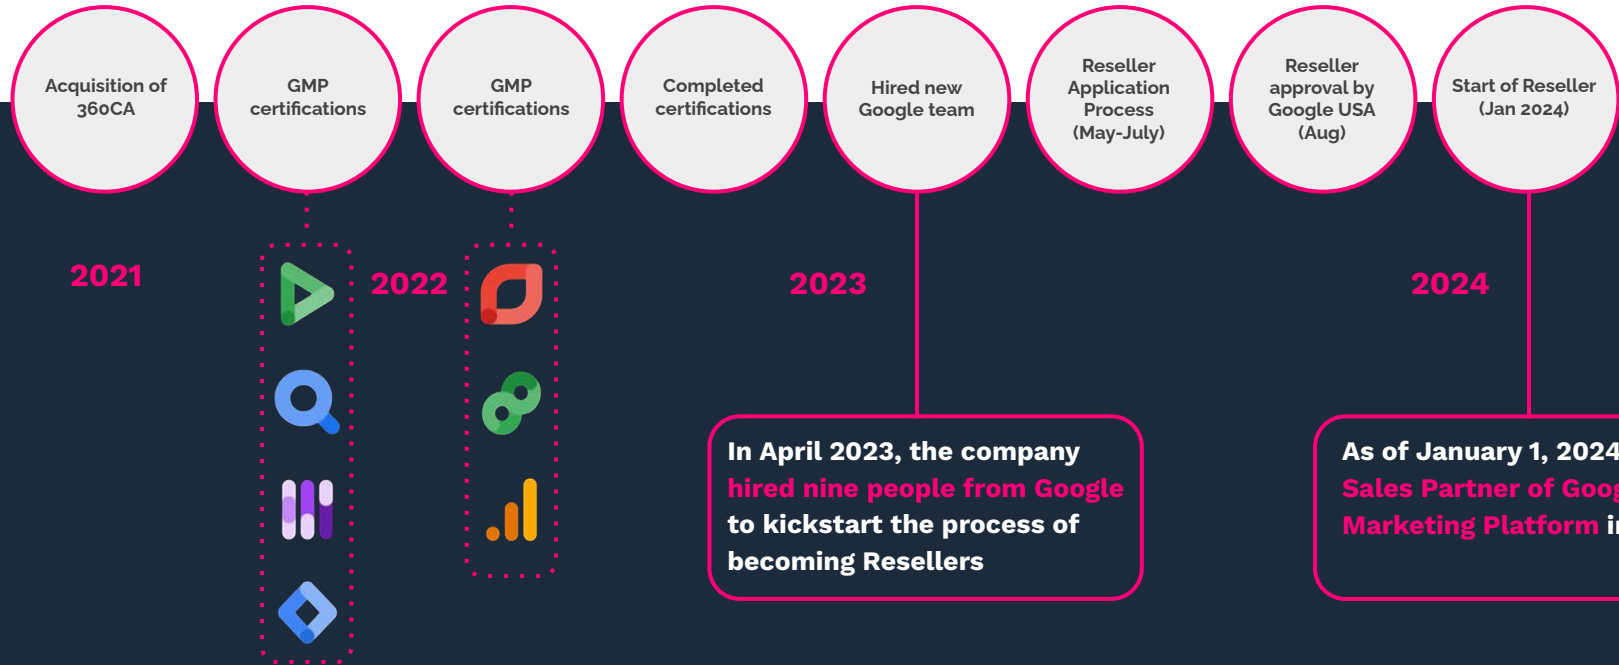 Acquisition of
360CA
GMP
certifications
GMP
certifications
Completed
certifications
Hired new
Google team
Reseller
Application
Process
(May-July)
Reseller
approval by
Google USA
(Aug)
Start of Reseller
(Jan 2024)
2021
2022
2023
2024
In April 2023, the company
hired nine people from Google
to kickstart the process of
becoming Resellers
As of January 1, 2024
Sales Partner of
Marketing Platform